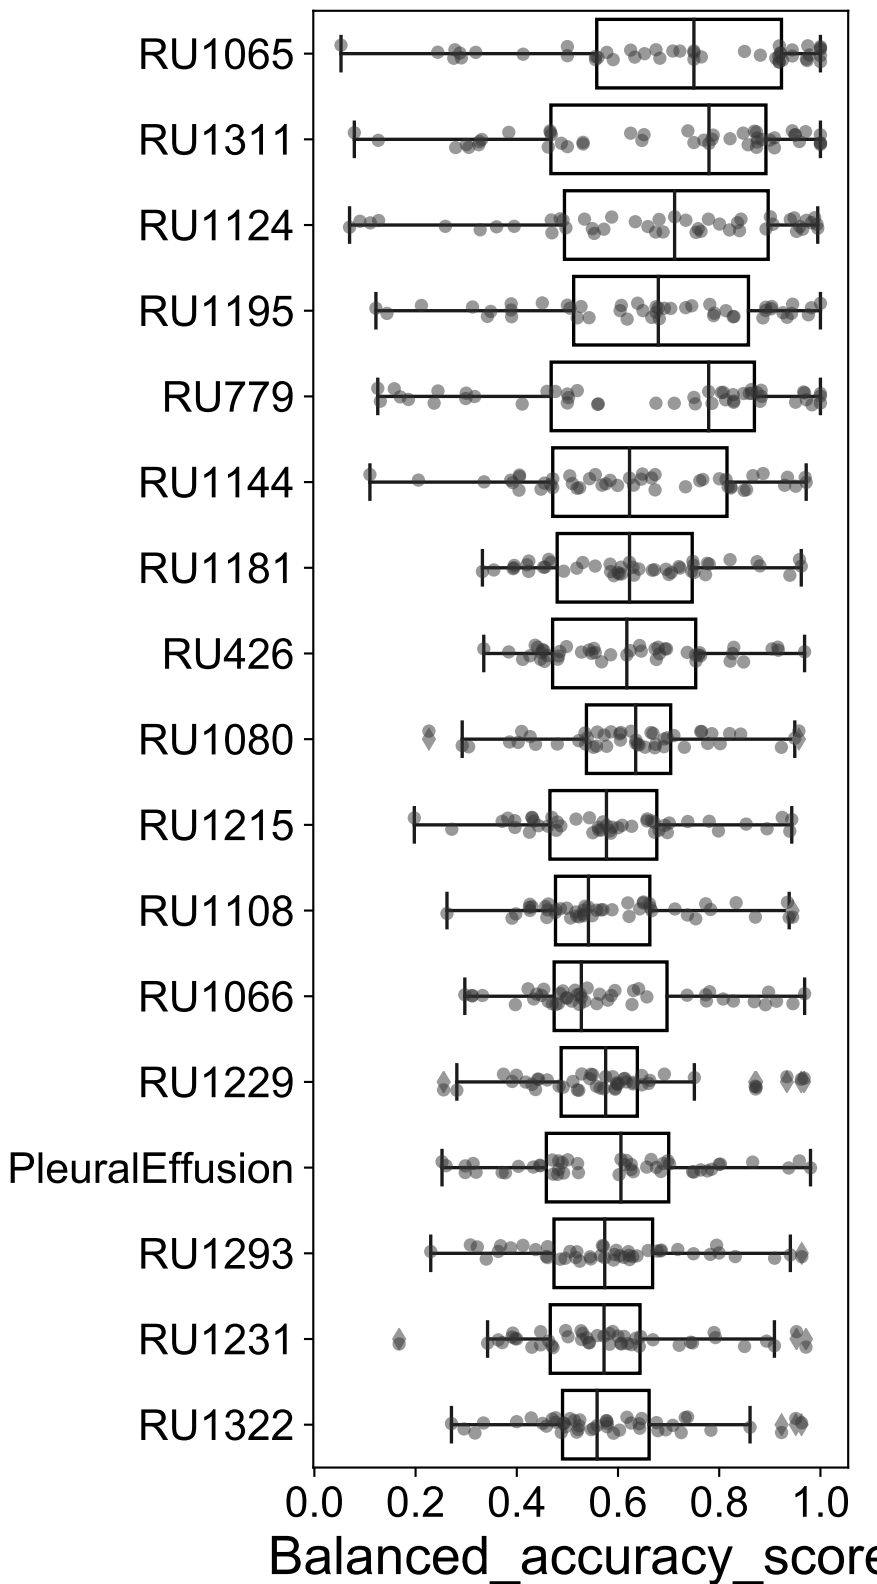 RU1065
RU1311
RU1124
RU1195
RU779
RU1144
RU1181
RU426
RU1080
RU1215
RU1108
RU1066
RU1229
PleuralEffusion
RU1293
RU1231
RU1322
0.0 0.2 0.4 0.6 0.8 1.0
Balanced_accuracy_score